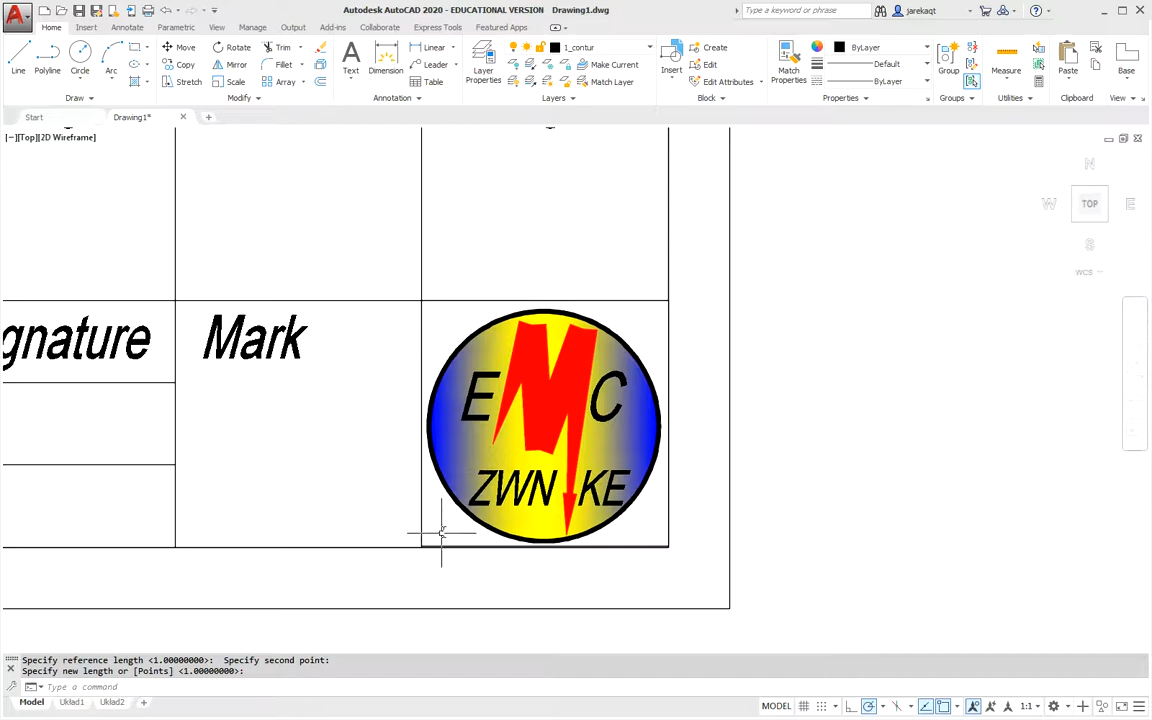 Autodesk AutoCAD 2020 - EDUCATIONAL VERSION Drawing1.dwg
Type a keyword or phrase
jarekaqt
Home Insert Annotate Parametric View Manage Output Add-ins Collaborate Express Tools Featured Apps
Line
Polyline
Circle
Arc
Draw
Move
Rotate
Trim
Copy
Mirror
Fillet
Stretch
Scale
Array
Modify
Text
Dimension
Linear
Leader
Table
Annotation
Layer
Properties
1_contur
Make Current
Match Layer
Layers
Insert
Create
Edit
Edit Attributes
Block
Match
Properties
ByLayer
Default
ByLayer
Properties
Group
Groups
Measure
Utilities
Paste
Clipboard
Base
View
Start
Drawing1*
[−][Top][2D Wireframe]
N
W
TOP
E
S
WCS
gnature
Mark
E
C
ZWN
KE
Specify reference length <1.00000000>: Specify second point:
Specify new length or [Points] <1.00000000>:
Type a command
Model Układ1 Układ2
MODEL
1:1